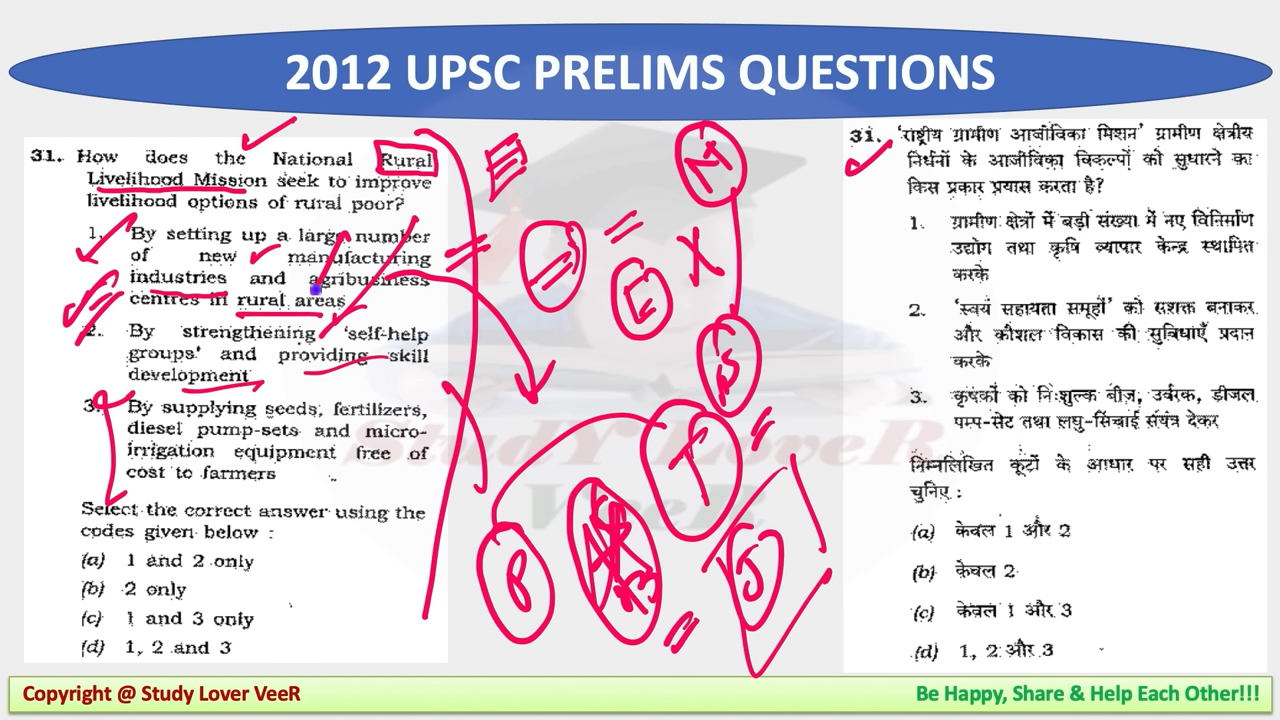 2012 UPSC PRELIMS QUESTIONS
31. How does the National Rural
Livelihood Mission seek to improve
livelihood options of rural poor?
1. By setting up a large number
of new manufacturing
industries and agribusiness
centres in rural areas
2. By strengthening 'self-help
groups' and providing skill
development
3. By supplying seeds, fertilizers,
diesel pump-sets and micro-
irrigation equipment free of
cost to farmers
Select the correct answer using the
codes given below :
(a) 1 and 2 only
(b) 2 only
(c) 1 and 3 only
(d) 1, 2 and 3
N
E
S
T
P
J
31. 'राष्ट्रीय ग्रामीण आजीविका मिशन' ग्रामीण क्षेत्रीय
निर्धनों के आजीविका विकल्पों को सुधारने का
किस प्रकार प्रयास करता है?
1. ग्रामीण क्षेत्रों में बड़ी संख्या में नए विनिर्माण
उद्योग तथा कृषि व्यापार केन्द्र स्थापित
करके
2. 'स्वयं सहायता समूहों' को सशक्त बनाकर
और कौशल विकास की सुविधाएँ प्रदान
करके
3. कृषकों को निःशुल्क बीज, उर्वरक, डीजल
पम्प-सेट तथा लघु-सिंचाई संयंत्र देकर
निम्नलिखित कूटों के आधार पर सही उत्तर
चुनिए :
(a) केवल 1 और 2
(b) केवल 2
(c) केवल 1 और 3
(d) 1, 2 और 3
StudY LoveR
VeeR
Copyright @ Study Lover VeeR
Be Happy, Share & Help Each Other!!!